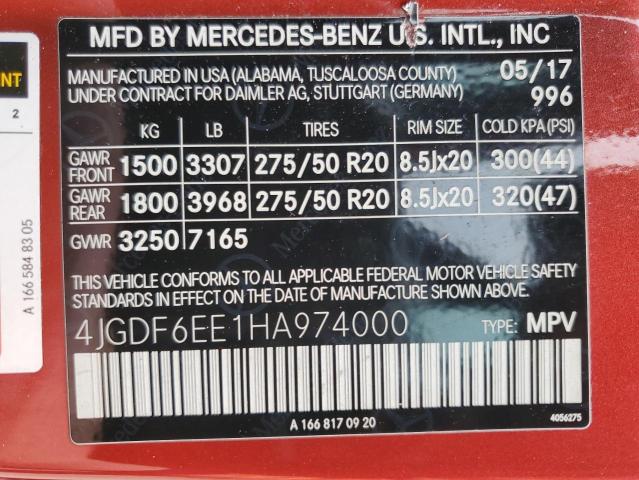 MFD BY MERCEDES-BENZ U.S. INTL., INC
MANUFACTURED IN USA (ALABAMA, TUSCALOOSA COUNTY) 05/17
UNDER CONTRACT FOR DAIMLER AG, STUTTGART (GERMANY) 996
KG LB TIRES RIM SIZE COLD KPA (PSI)
GAWR FRONT 1500 3307 275/50 R20 8.5Jx20 300(44)
GAWR REAR 1800 3968 275/50 R20 8.5Jx20 320(47)
GVWR 3250 7165
THIS VEHICLE CONFORMS TO ALL APPLICABLE FEDERAL MOTOR VEHICLE SAFETY
STANDARDS IN EFFECT ON THE DATE OF MANUFACTURE SHOWN ABOVE.
4JGDF6EE1HA974000 TYPE: MPV
A 166 817 09 20
4056275
2
A 166 584 83 05